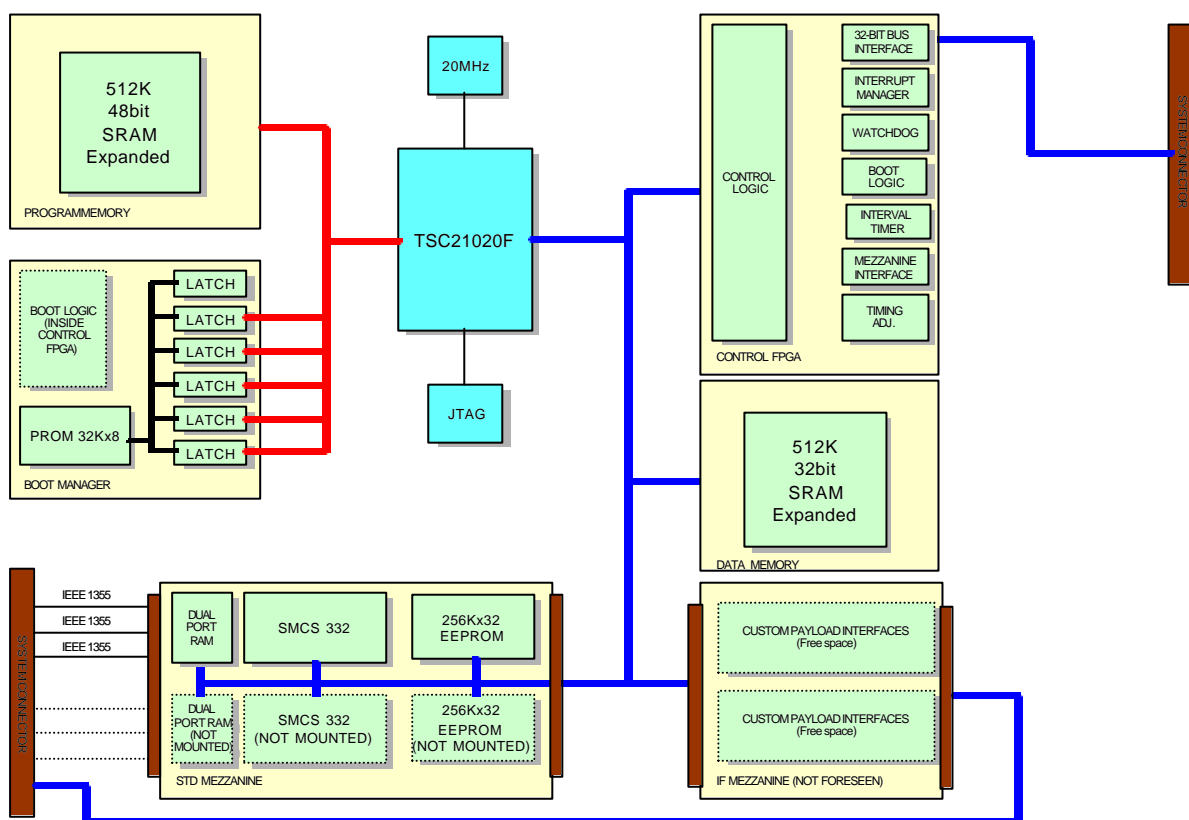 512K
48bit
SRAM
Expanded
PROGRAMMEMORY
20MHz
TSC21020F
JTAG
BOOT LOGIC
(INSIDE
CONTROL
FPGA)
PROM 32Kx8
LATCH
LATCH
LATCH
LATCH
LATCH
LATCH
BOOT MANAGER
CONTROL
LOGIC
32-BIT BUS
INTERFACE
INTERRUPT
MANAGER
WATCHDOG
BOOT
LOGIC
INTERVAL
TIMER
MEZZANINE
INTERFACE
TIMING
ADJ.
CONTROL FPGA
SYSTEM CONNECTOR
512K
32bit
SRAM
Expanded
DATA MEMORY
SYSTEM CONNECTOR
IEEE 1355
IEEE 1355
IEEE 1355
DUAL
PORT
RAM
SMCS 332
256Kx32
EEPROM
DUAL
PORT RAM
(NOT
MOUNTED)
SMCS 332
(NOT MOUNTED)
256Kx32
EEPROM
(NOT MOUNTED)
STD MEZZANINE
CUSTOM PAYLOAD INTERFACES
(Free space)
CUSTOM PAYLOAD INTERFACES
(Free space)
IF MEZZANINE (NOT FORESEEN)